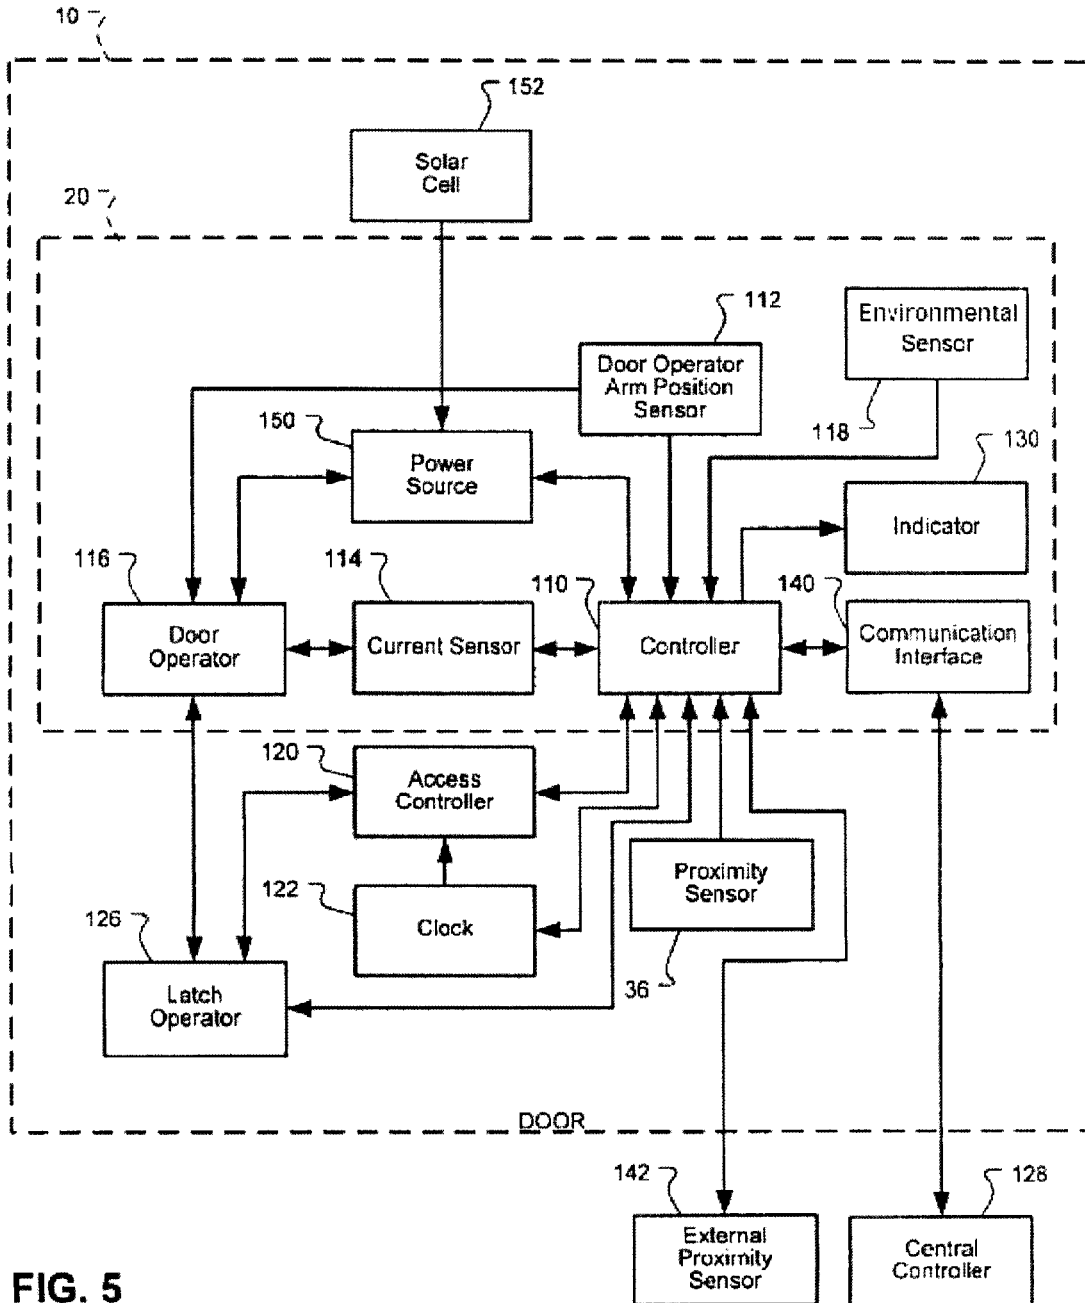 10
152
Solar
Cell
20
112
Environmental
Sensor
Door Operator
Arm Position
Sensor
118
150
Power
Source
130
Indicator
116
114
110
140
Door
Operator
Current Sensor
Controller
Communication
Interface
120
Access
Controller
122
Clock
Proximity
Sensor
126
36
Latch
Operator
DOOR
142
128
External
Proximity
Sensor
Central
Controller
FIG. 5